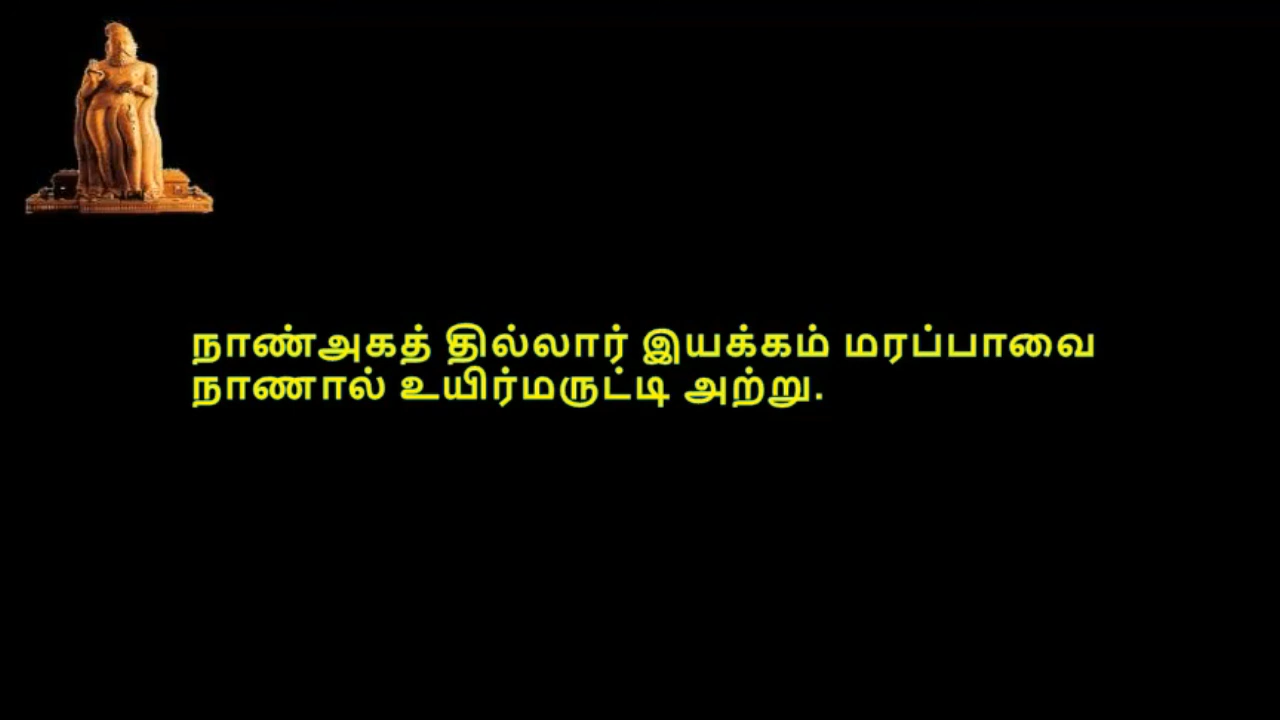 நாண்அகத் தில்லார் இயக்கம் மரப்பாவை
நாணால் உயிர்மருட்டி அற்று.